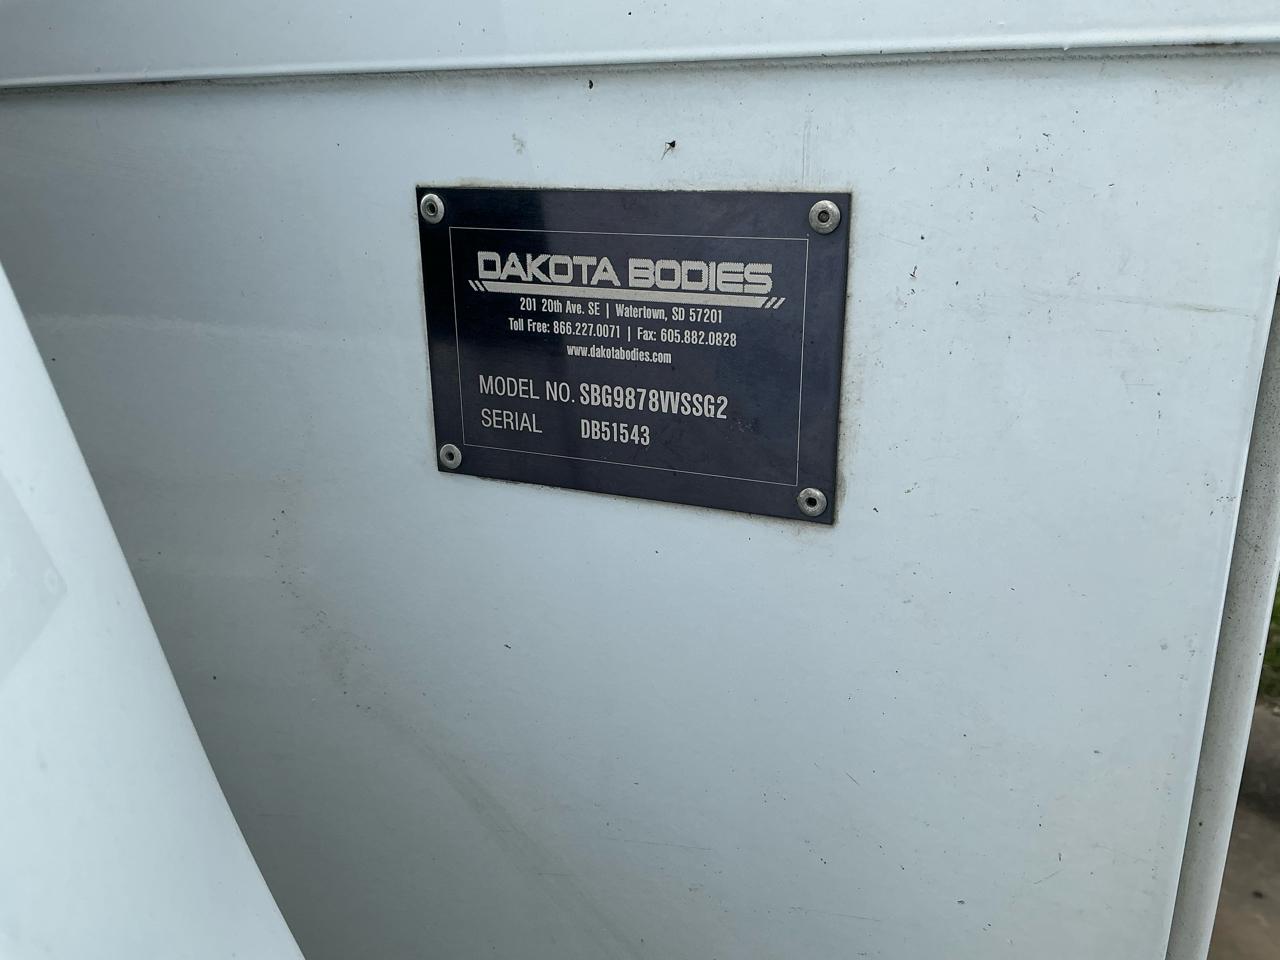 DAKOTA BODIES
201 20th Ave. SE | Watertown, SD 57201
Toll Free: 866.227.0071 | Fax: 605.882.0828
www.dakotabodies.com
MODEL NO. SBG9878VVSSG2
SERIAL DB51543